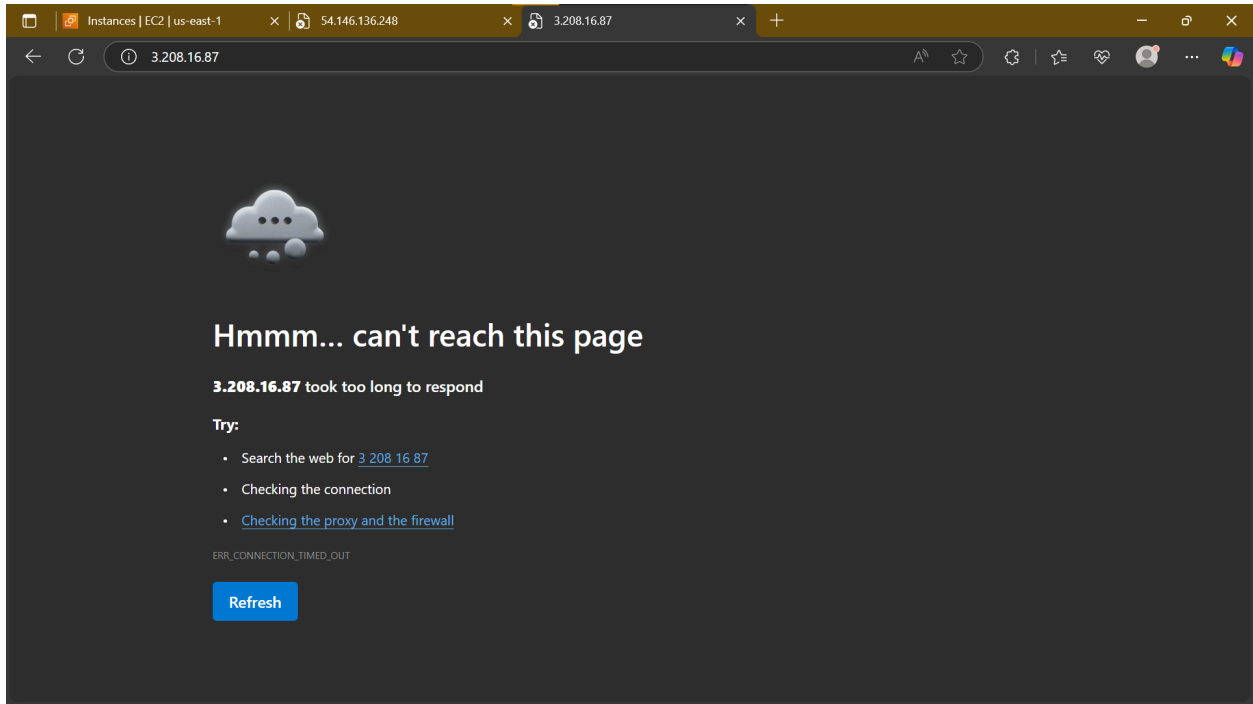 Instances | EC2 | us-east-1
54.146.136.248
3.208.16.87
3.208.16.87
Hmmm... can't reach this page
3.208.16.87 took too long to respond
Try:
• Search the web for 3 208 16 87
• Checking the connection
• Checking the proxy and the firewall
ERR_CONNECTION_TIMED_OUT
Refresh